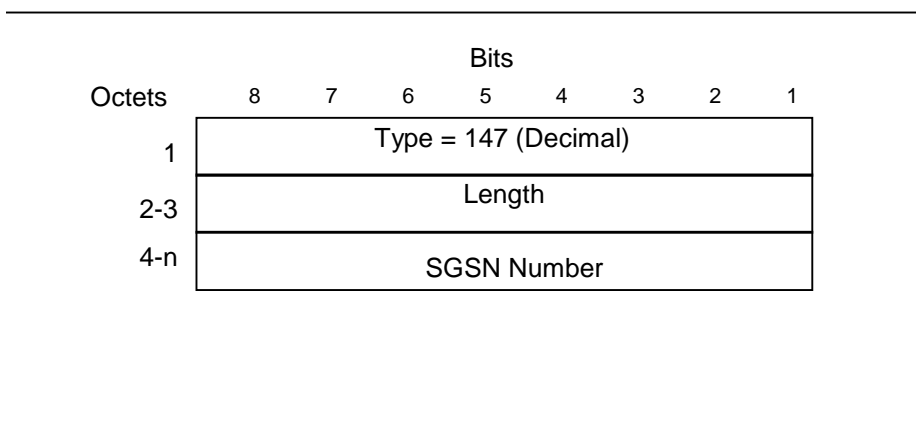 Bits
Octets 8 7 6 5 4 3 2 1
1 Type = 147 (Decimal)
2-3 Length
4-n SGSN Number